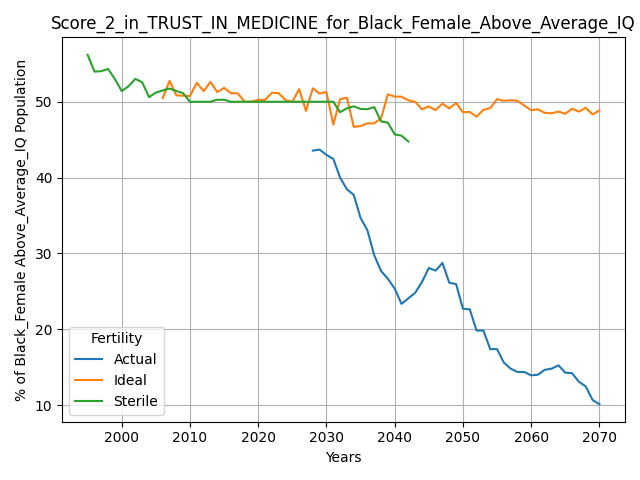 Score_2_in_TRUST_IN_MEDICINE_for_Black_Female_Above_Average_IQ
% of Black_Female Above_Average_IQ Population
50
40
30
20
10
Fertility
Actual
Ideal
Sterile
2000 2010 2020 2030 2040 2050 2060 2070
Years